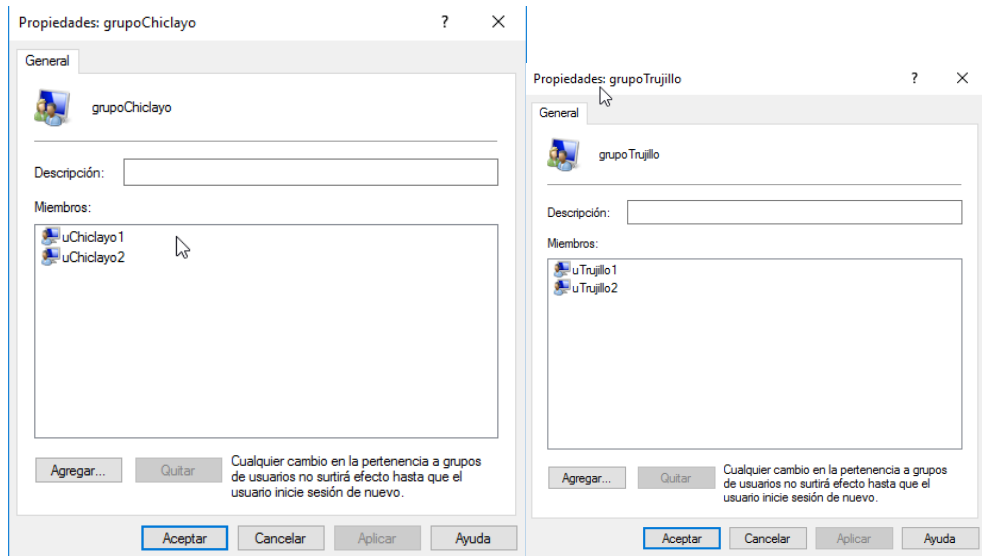 Propiedades: grupoChiclayo
?
General
grupoChiclayo
Descripción:
Miembros:
uChiclayo1
uChiclayo2
Agregar...
Quitar
Cualquier cambio en la pertenencia a grupos
de usuarios no surtirá efecto hasta que el
usuario inicie sesión de nuevo.
Aceptar
Cancelar
Aplicar
Ayuda
Propiedades: grupoTrujillo
?
General
grupoTrujillo
Descripción:
Miembros:
uTrujillo1
uTrujillo2
Agregar...
Quitar
Cualquier cambio en la pertenencia a grupos
de usuarios no surtirá efecto hasta que el
usuario inicie sesión de nuevo.
Aceptar
Cancelar
Aplicar
Ayuda